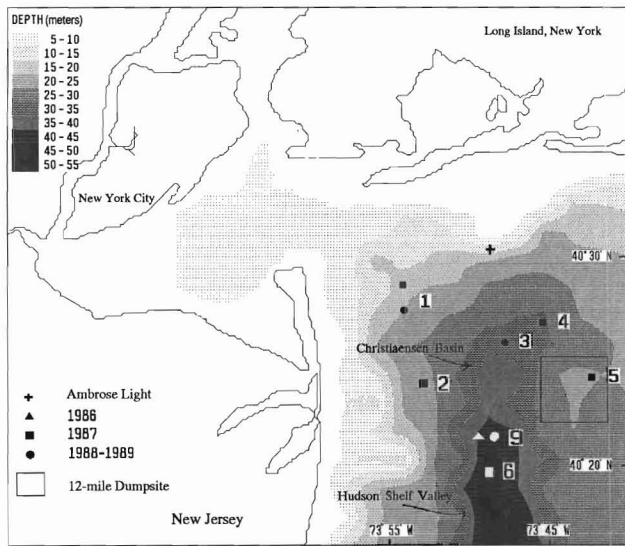 DEPTH (meters)
5-10
10-15
15-20
20-25
25-30
30-35
35-40
40-45
45-50
50-55
Long Island, New York
New York City
40° 30' N
1
4
3
Christiaensen Basin
2
5
Ambrose Light
1986
1987
1988-1989
12-mile Dumpsite
9
6
40° 20' N
Hudson Shelf Valley
New Jersey
73° 55' W
73° 45' W